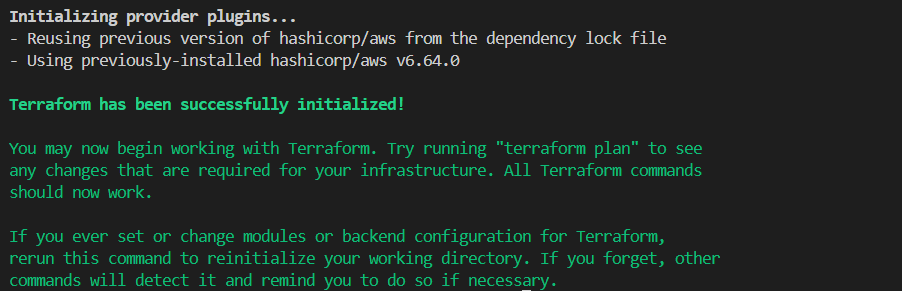 Initializing provider plugins...
- Reusing previous version of hashicorp/aws from the dependency lock file
- Using previously-installed hashicorp/aws v6.64.0
Terraform has been successfully initialized!
You may now begin working with Terraform. Try running "terraform plan" to see
any changes that are required for your infrastructure. All Terraform commands
should now work.
If you ever set or change modules or backend configuration for Terraform,
rerun this command to reinitialize your working directory. If you forget, other
commands will detect it and remind you to do so if necessary.